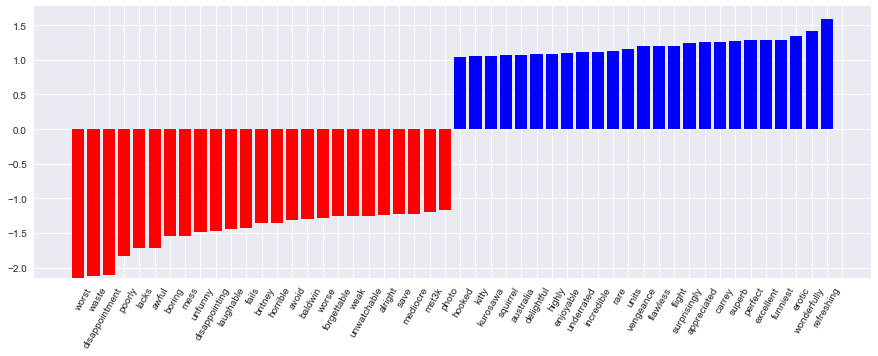 1.5
1.0
0.5
0.0
−0.5
−1.0
−1.5
−2.0
worst
waste
disappointment
poorly
lacks
awful
boring
mess
unfunny
disappointing
laughable
fails
britney
horrible
avoid
baldwin
worse
forgettable
weak
unwatchable
alright
save
mediocre
mst3k
photo
hooked
kitty
kurosawa
squirrel
australia
delightful
highly
enjoyable
underrated
incredible
rare
units
vengeance
flawless
flight
surprisingly
appreciated
carrey
superb
perfect
excellent
funniest
erotic
wonderfully
refreshing